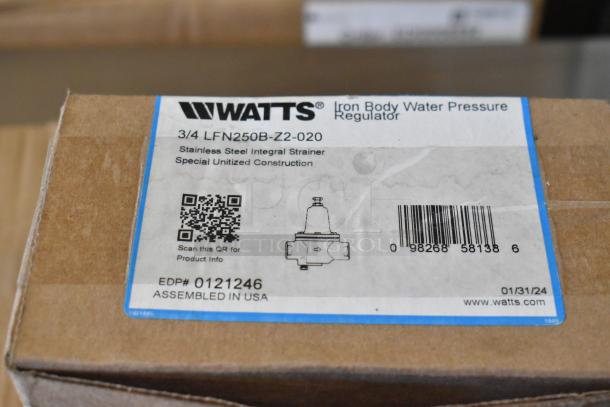 WATTS® Iron Body Water Pressure
Regulator
3/4 LFN250B-Z2-020
Stainless Steel Integral Strainer
Special Unitized Construction
Scan this QR for
Product Info
0 98268 58138 6
EDP# 0121246
ASSEMBLED IN USA
01/31/24
www.watts.com